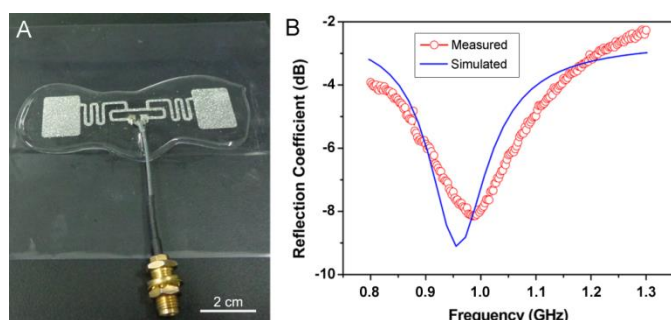 A
2 cm
B
Measured
Simulated
Reflection Coefficient (dB)
-2
-4
-6
-8
-10
0.8
0.9
1.0
1.1
1.2
1.3
Frequency (GHz)